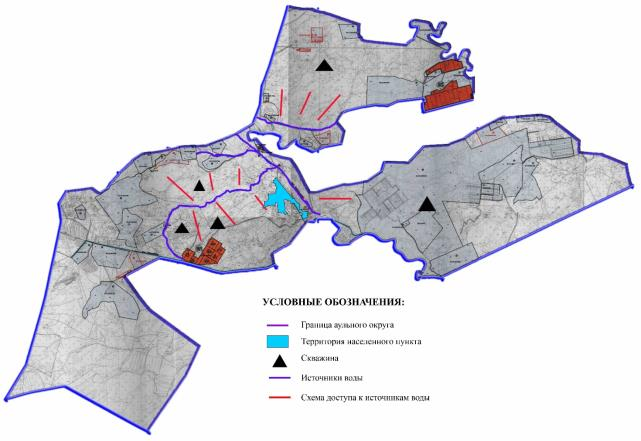 УСЛОВНЫЕ ОБОЗНАЧЕНИЯ:
Граница аульного округа
Территория населенного пункта
Скважина
Источники воды
Схема доступа к источникам воды